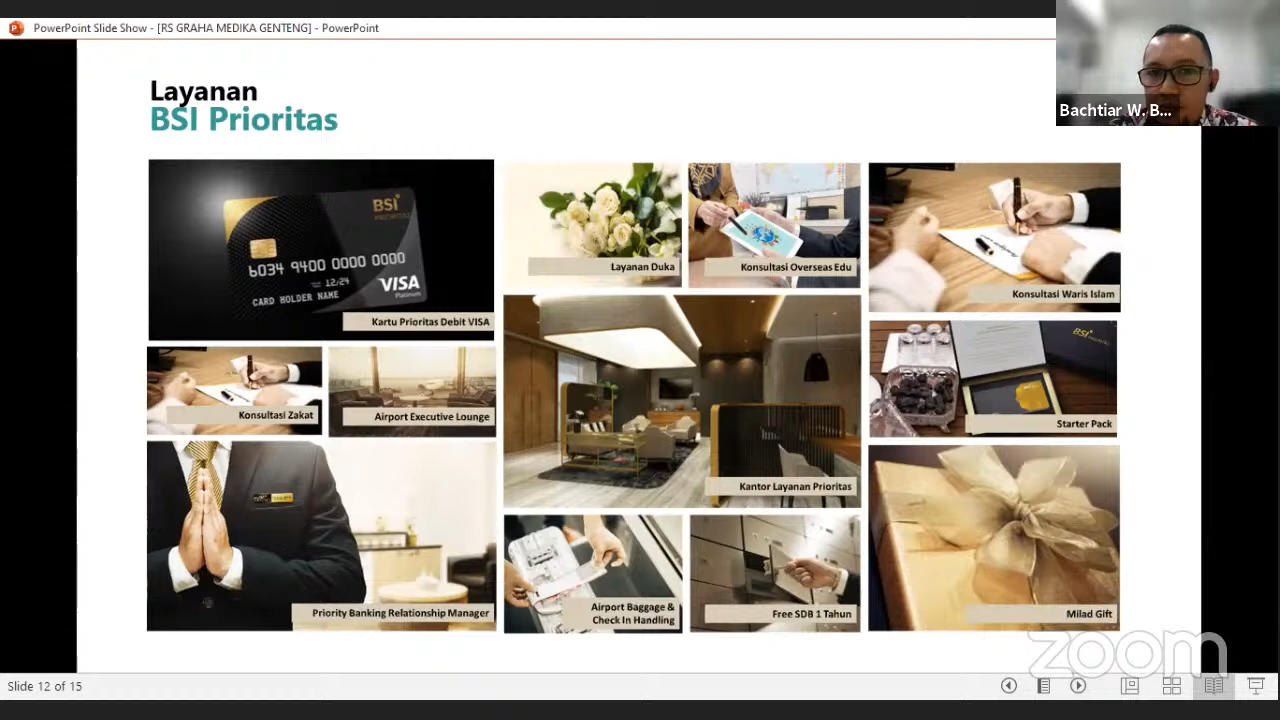 PowerPoint Slide Show - [RS GRAHA MEDIKA GENTENG] - PowerPoint
Bachtiar W. B...
Layanan
BSI Prioritas
BSI
6034 9400 0000 0000
12/24
CARD HOLDER NAME
VISA
Platinum
Kartu Prioritas Debit VISA
Layanan Duka
Konsultasi Overseas Edu
Konsultasi Waris Islam
Konsultasi Zakat
Airport Executive Lounge
Kantor Layanan Prioritas
BSI
Starter Pack
Priority Banking Relationship Manager
Airport Baggage &
Check In Handling
Free SDB 1 Tahun
Milad Gift
zoom
Slide 12 of 15